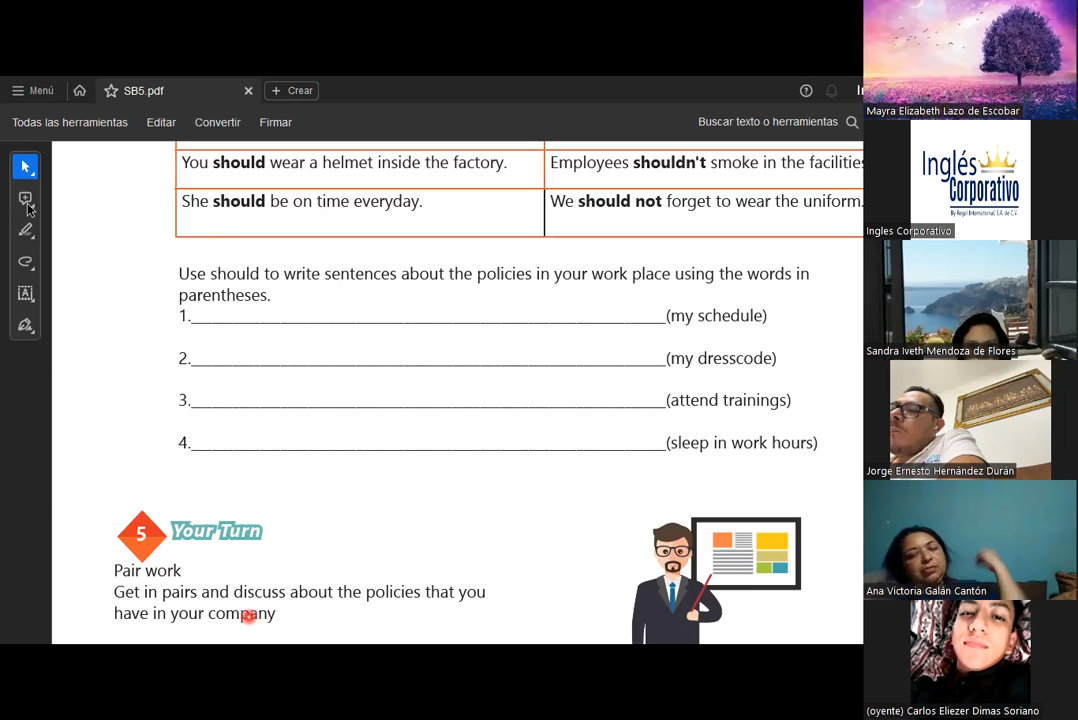 Menú
SB5.pdf
Crear
Todas las herramientas
Editar
Convertir
Firmar
Buscar texto o herramientas
You should wear a helmet inside the factory.
Employees shouldn't smoke in the facilities
She should be on time everyday.
We should not forget to wear the uniform.
Use should to write sentences about the policies in your work place using the words in
parentheses.
1.(my schedule)
2.(my dresscode)
3.(attend trainings)
4.(sleep in work hours)
5 Your Turn
Pair work
Get in pairs and discuss about the policies that you
have in your company
Mayra Elizabeth Lazo de Escobar
Inglés
Corporativo
By Regal International, S.A. de C.V.
Ingles Corporativo
Sandra Iveth Mendoza de Flores
Jorge Ernesto Hernández Durán
Ana Victoria Galán Cantón
(oyente) Carlos Eliezer Dimas Soriano